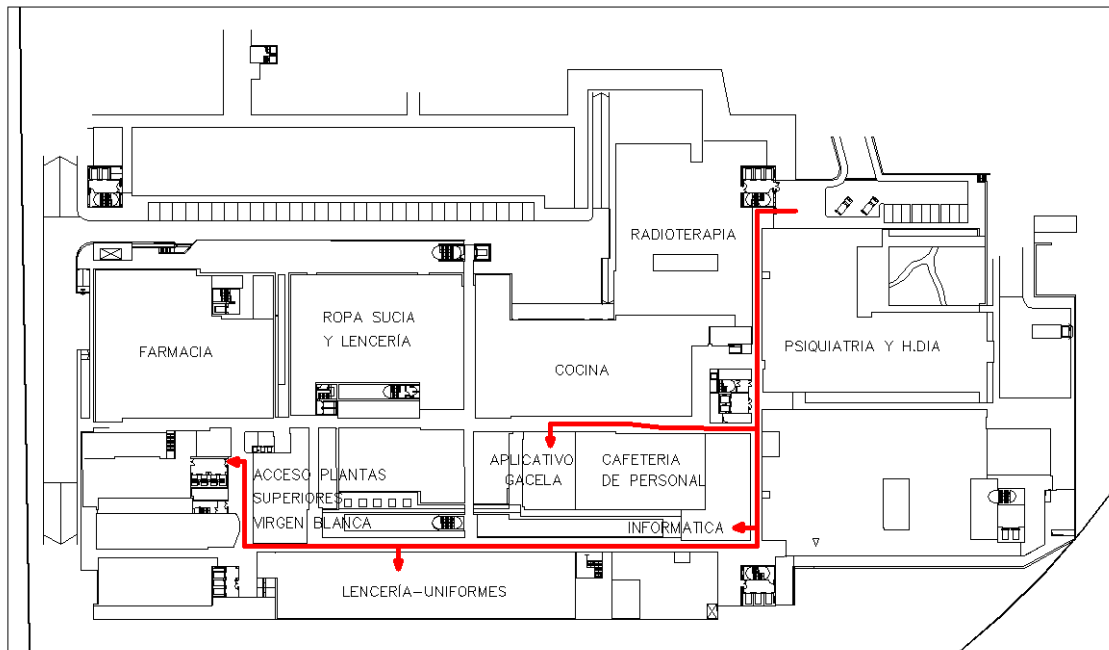 RADIOTERAPIA
ROPA SUCIA
Y LENCERÍA
FARMACIA
PSIQUIATRIA Y H.DIA
COCINA
APLICATIVO
GACELA
CAFETERIA
DE PERSONAL
ACCESO PLANTAS
SUPERIORES
VIRGEN BLANCA
INFORMATICA
LENCERÍA-UNIFORMES